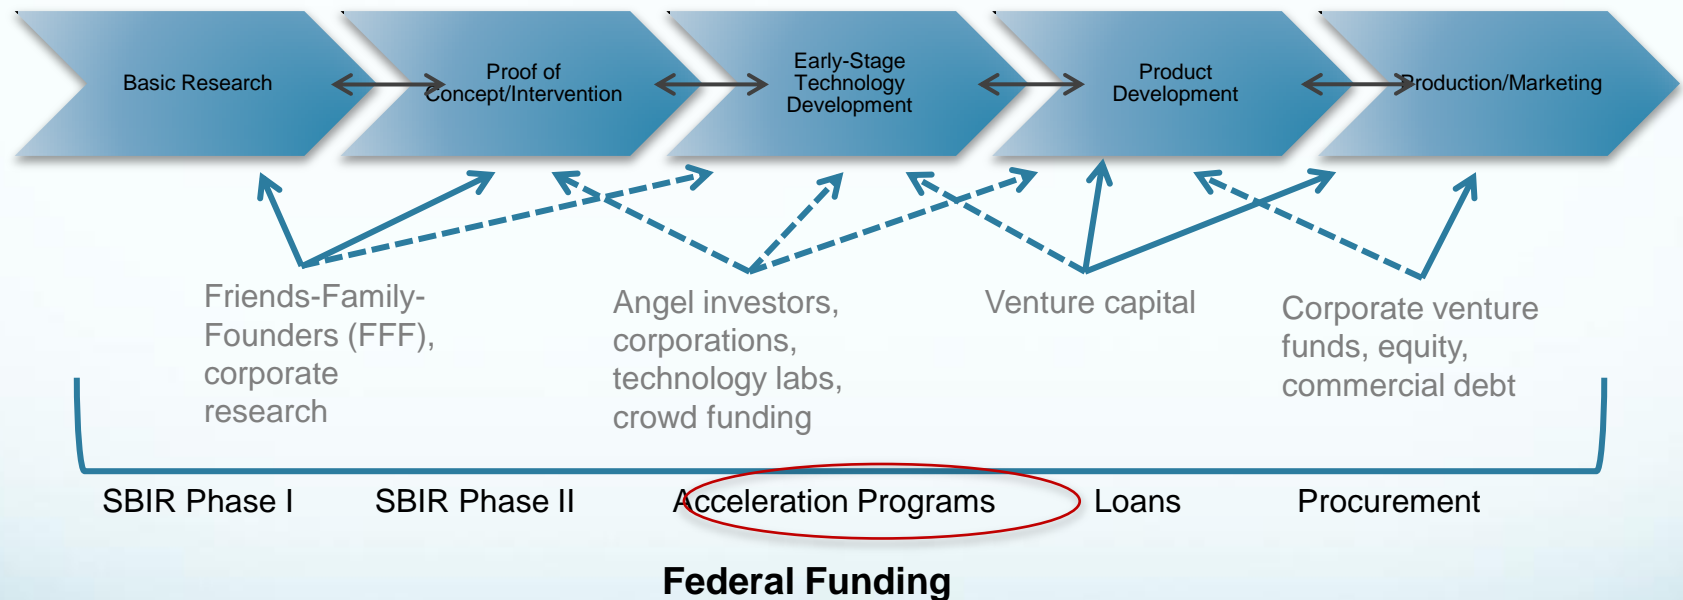 Basic Research
Proof of
Concept/Intervention
Early-Stage
Technology
Development
Product
Development
Production/Marketing
Friends-Family-
Founders (FFF),
corporate
research
Angel investors,
corporations,
technology labs,
crowd funding
Venture capital
Corporate venture
funds, equity,
commercial debt
SBIR Phase I
SBIR Phase II
Acceleration Programs
Loans
Procurement
Federal Funding